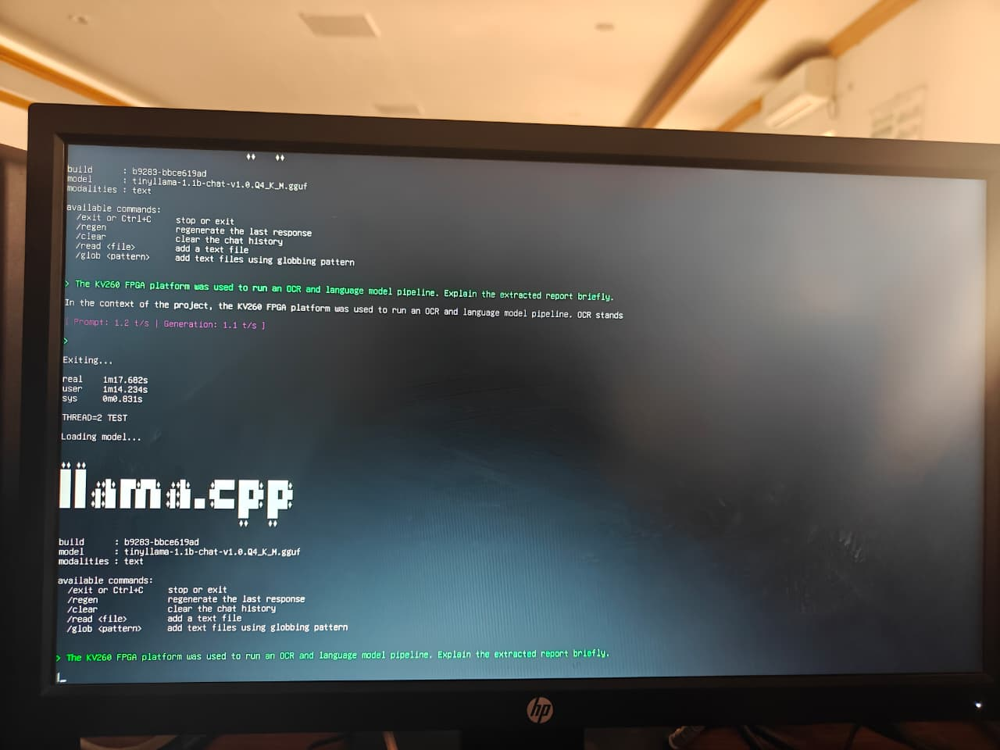 build : b9283-bbce619ad
model : tinyllama-1.1b-chat-v1.0.Q4_K_M.gguf
modalities : text
available commands:
/exit or Ctrl+C stop or exit
/regen regenerate the last response
/clear clear the chat history
/read <file> add a text file
/glob <pattern> add text files using globbing pattern
> The KV260 FPGA platform was used to run an OCR and language model pipeline. Explain the extracted report briefly.
In the context of the project, the KV260 FPGA platform was used to run an OCR and language model pipeline. OCR stands
[ Prompt: 1.2 t/s | Generation: 1.1 t/s ]
>
Exiting...
real 1m17.682s
user 1m14.234s
sys 0m0.831s
THREAD=2 TEST
Loading model...
llama.cpp
build : b9283-bbce619ad
model : tinyllama-1.1b-chat-v1.0.Q4_K_M.gguf
modalities : text
available commands:
/exit or Ctrl+C stop or exit
/regen regenerate the last response
/clear clear the chat history
/read <file> add a text file
/glob <pattern> add text files using globbing pattern
> The KV260 FPGA platform was used to run an OCR and language model pipeline. Explain the extracted report briefly.
hp